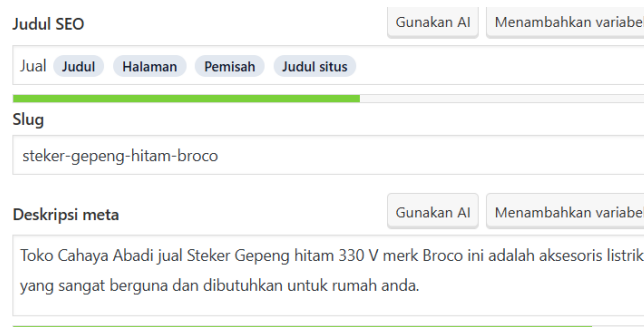 Judul SEO Gunakan AI Menambahkan variabel
Jual Judul Halaman Pemisah Judul situs
Slug
steker-gepeng-hitam-broco
Deskripsi meta Gunakan AI Menambahkan variabel
Toko Cahaya Abadi jual Steker Gepeng hitam 330 V merk Broco ini adalah aksesoris listrik
yang sangat berguna dan dibutuhkan untuk rumah anda.